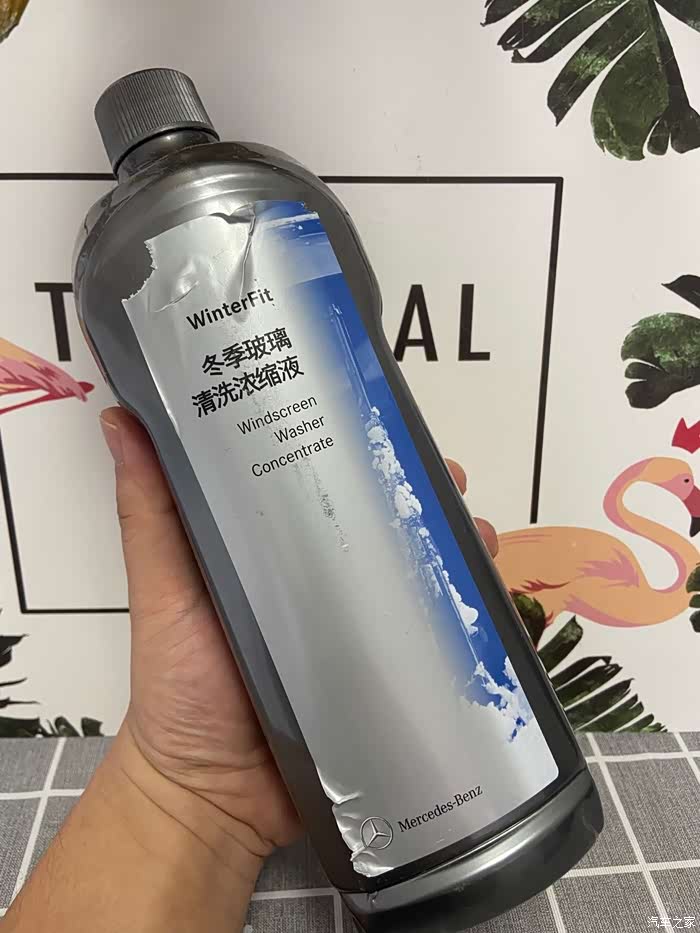 T
AL
WinterFit
冬季玻璃
清洗浓缩液
Windscreen
Washer
Concentrate
Mercedes-Benz
汽车之家